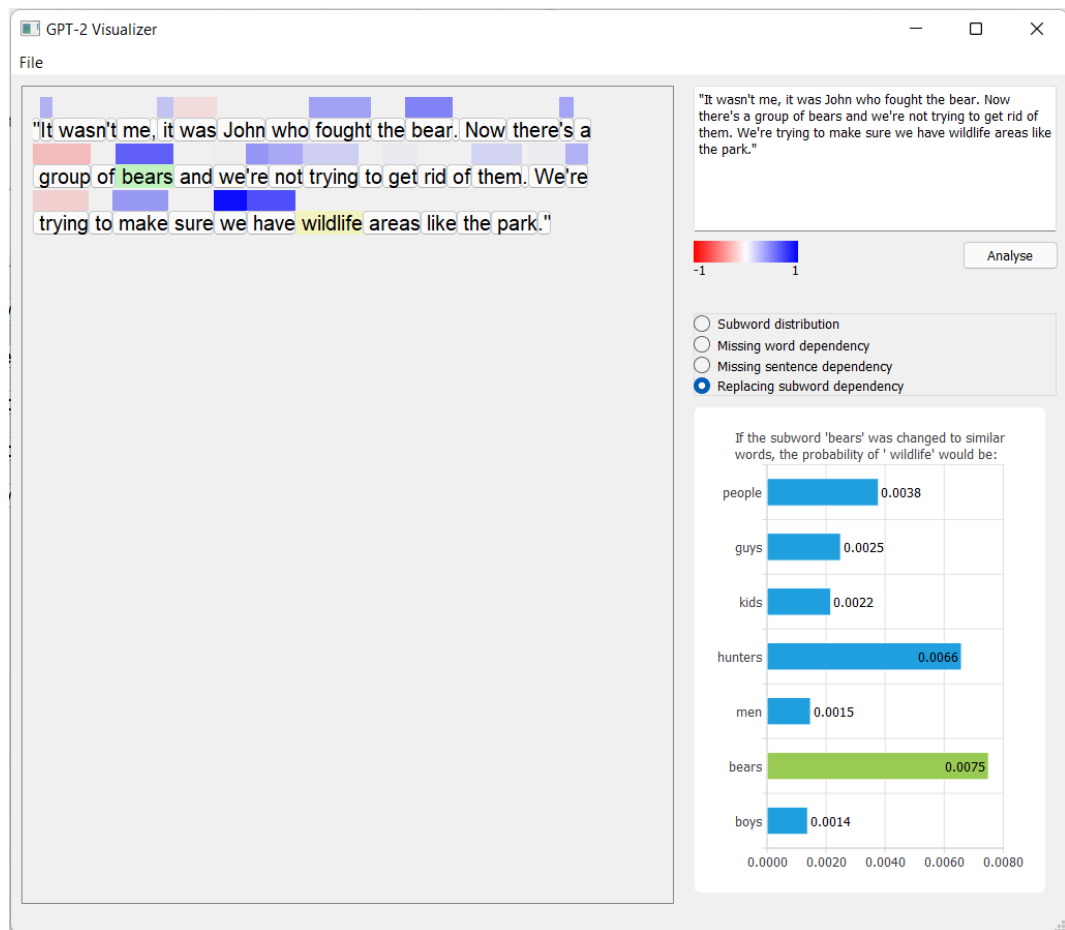 GPT-2 Visualizer
File
"It wasn't me, it was John who fought the bear. Now there's a
group of bears and we're not trying to get rid of them. We're
trying to make sure we have wildlife areas like the park."
"It wasn't me, it was John who fought the bear. Now
there's a group of bears and we're not trying to get rid of
them. We're trying to make sure we have wildlife areas like
the park."
-1 1
Analyse
Subword distribution
Missing word dependency
Missing sentence dependency
Replacing subword dependency
If the subword 'bears' was changed to similar
words, the probability of ' wildlife' would be:
people 0.0038
guys 0.0025
kids 0.0022
hunters 0.0066
men 0.0015
bears 0.0075
boys 0.0014
0.0000 0.0020 0.0040 0.0060 0.0080